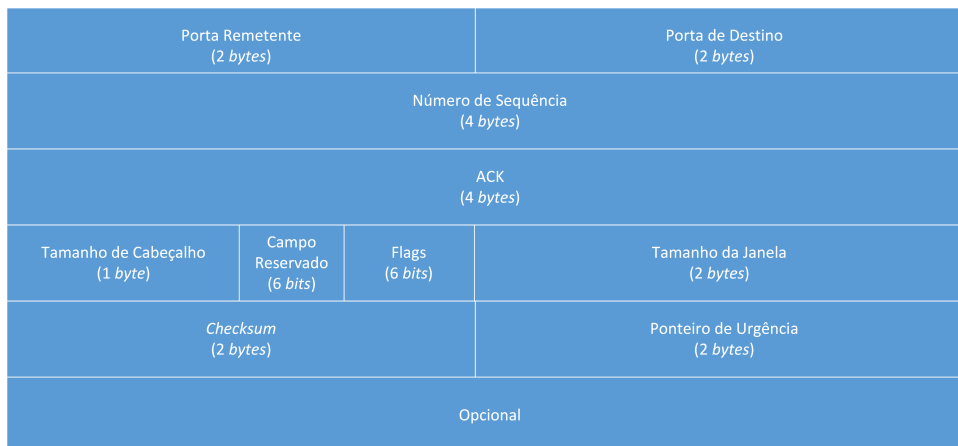 Porta Remetente
(2 bytes)
Porta de Destino
(2 bytes)
Número de Sequência
(4 bytes)
ACK
(4 bytes)
Tamanho de Cabeçalho
(1 byte)
Campo
Reservado
(6 bits)
Flags
(6 bits)
Tamanho da Janela
(2 bytes)
Checksum
(2 bytes)
Ponteiro de Urgência
(2 bytes)
Opcional